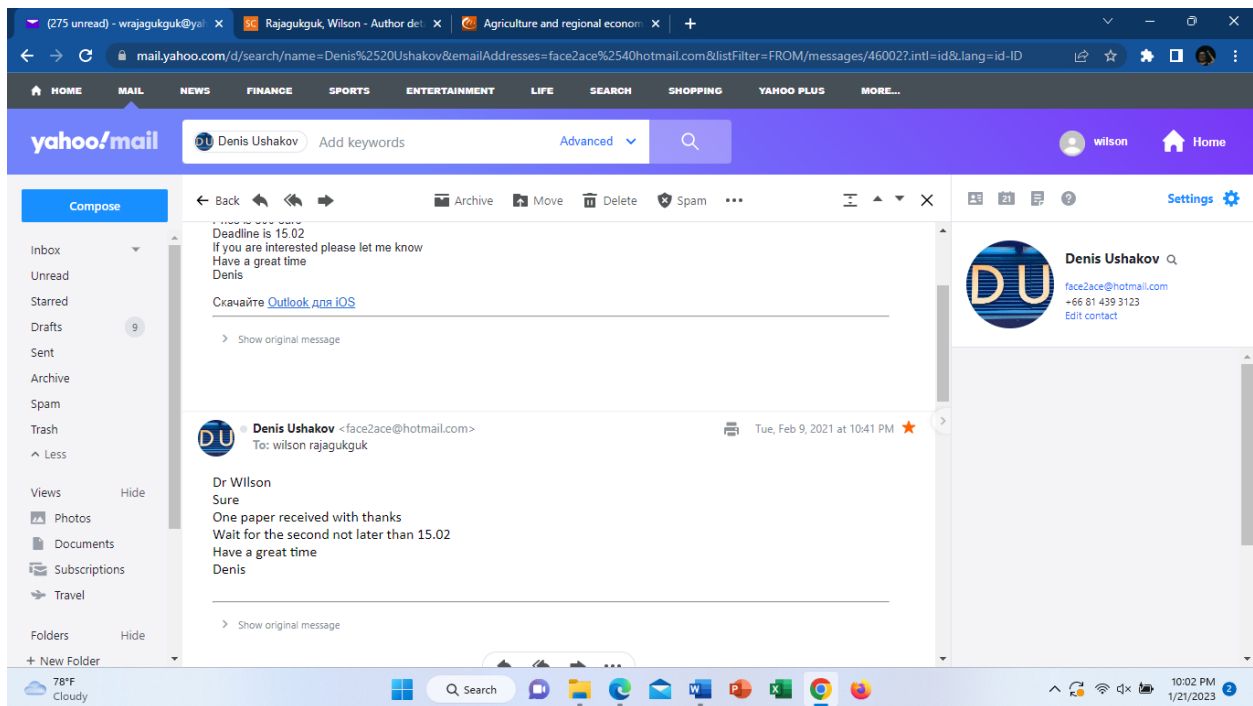 (275 unread) - wrajagukguk@yah
Rajagukguk, Wilson - Author det
Agriculture and regional econom
mail.yahoo.com/d/search/name=Denis%2520Ushakov&emailAddresses=face2ace%2540hotmail.com&listFilter=FROM/messages/46002?.intl=id&.lang=id-ID
HOME MAIL NEWS FINANCE SPORTS ENTERTAINMENT LIFE SEARCH SHOPPING YAHOO PLUS MORE...
yahoo!mail
DU Denis Ushakov Add keywords Advanced
wilson Home
Compose
Back Archive Move Delete Spam
21
Settings
Inbox
Unread
Starred
Drafts 9
Sent
Archive
Spam
Trash
Less
Views Hide
Photos
Documents
Subscriptions
Travel
Folders Hide
+ New Folder
Deadline is 15.02
If you are interested please let me know
Have a great time
Denis
Скачайте Outlook для iOS
Show original message
DU
Denis Ushakov <face2ace@hotmail.com>
To: wilson rajagukguk
Tue, Feb 9, 2021 at 10:41 PM
Dr WIlson
Sure
One paper received with thanks
Wait for the second not later than 15.02
Have a great time
Denis
Show original message
DU
Denis Ushakov
face2ace@hotmail.com
+66 81 439 3123
Edit contact
78°F
Cloudy
Search
10:02 PM
1/21/2023
2